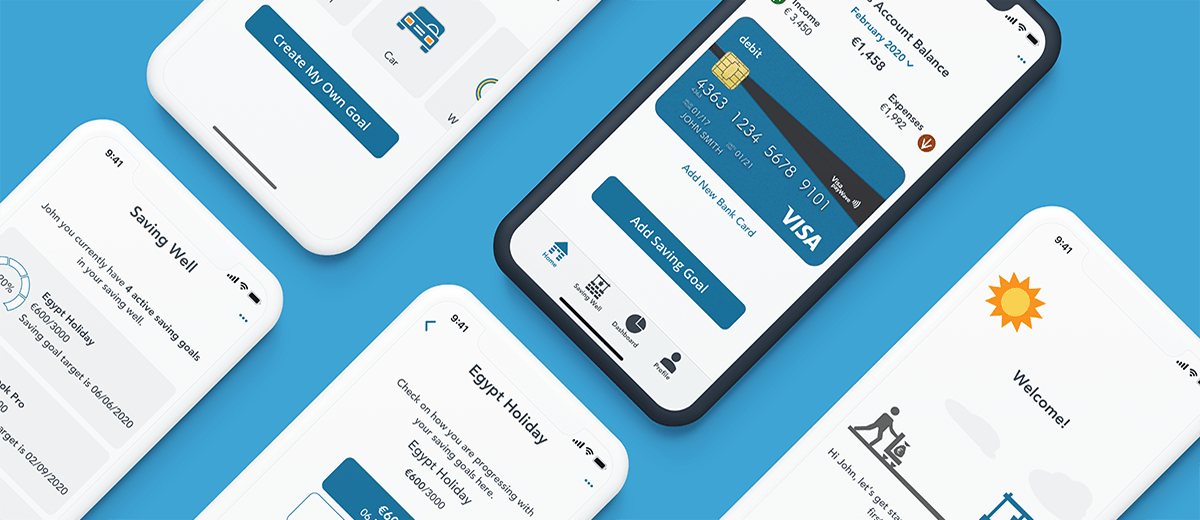 Create My Own Goal
Car
W
9:41
Saving Well
John you currently have 4 active saving goals
in your saving well.
20%
Egypt Holiday
€600/3000
Saving goal target is 06/06/2020
ok Pro
00
target is 02/09/2020
9:41
Egypt Holiday
Check on how you are progressing with
your saving goals here.
Egypt Holiday
€600/3000
€60
06
Account Balance
February 2020
€1,458
Income
€ 3,450
Expenses
€1,992
debit
4363 1234 5678 9101
4363
01/17
01/21
JOHN SMITH
Visa
payWave
VISA
Add New Bank Card
Add Saving Goal
Home
Saving Well
Dashboard
Profile
9:41
Welcome!
Hi John, let's get sta
firs